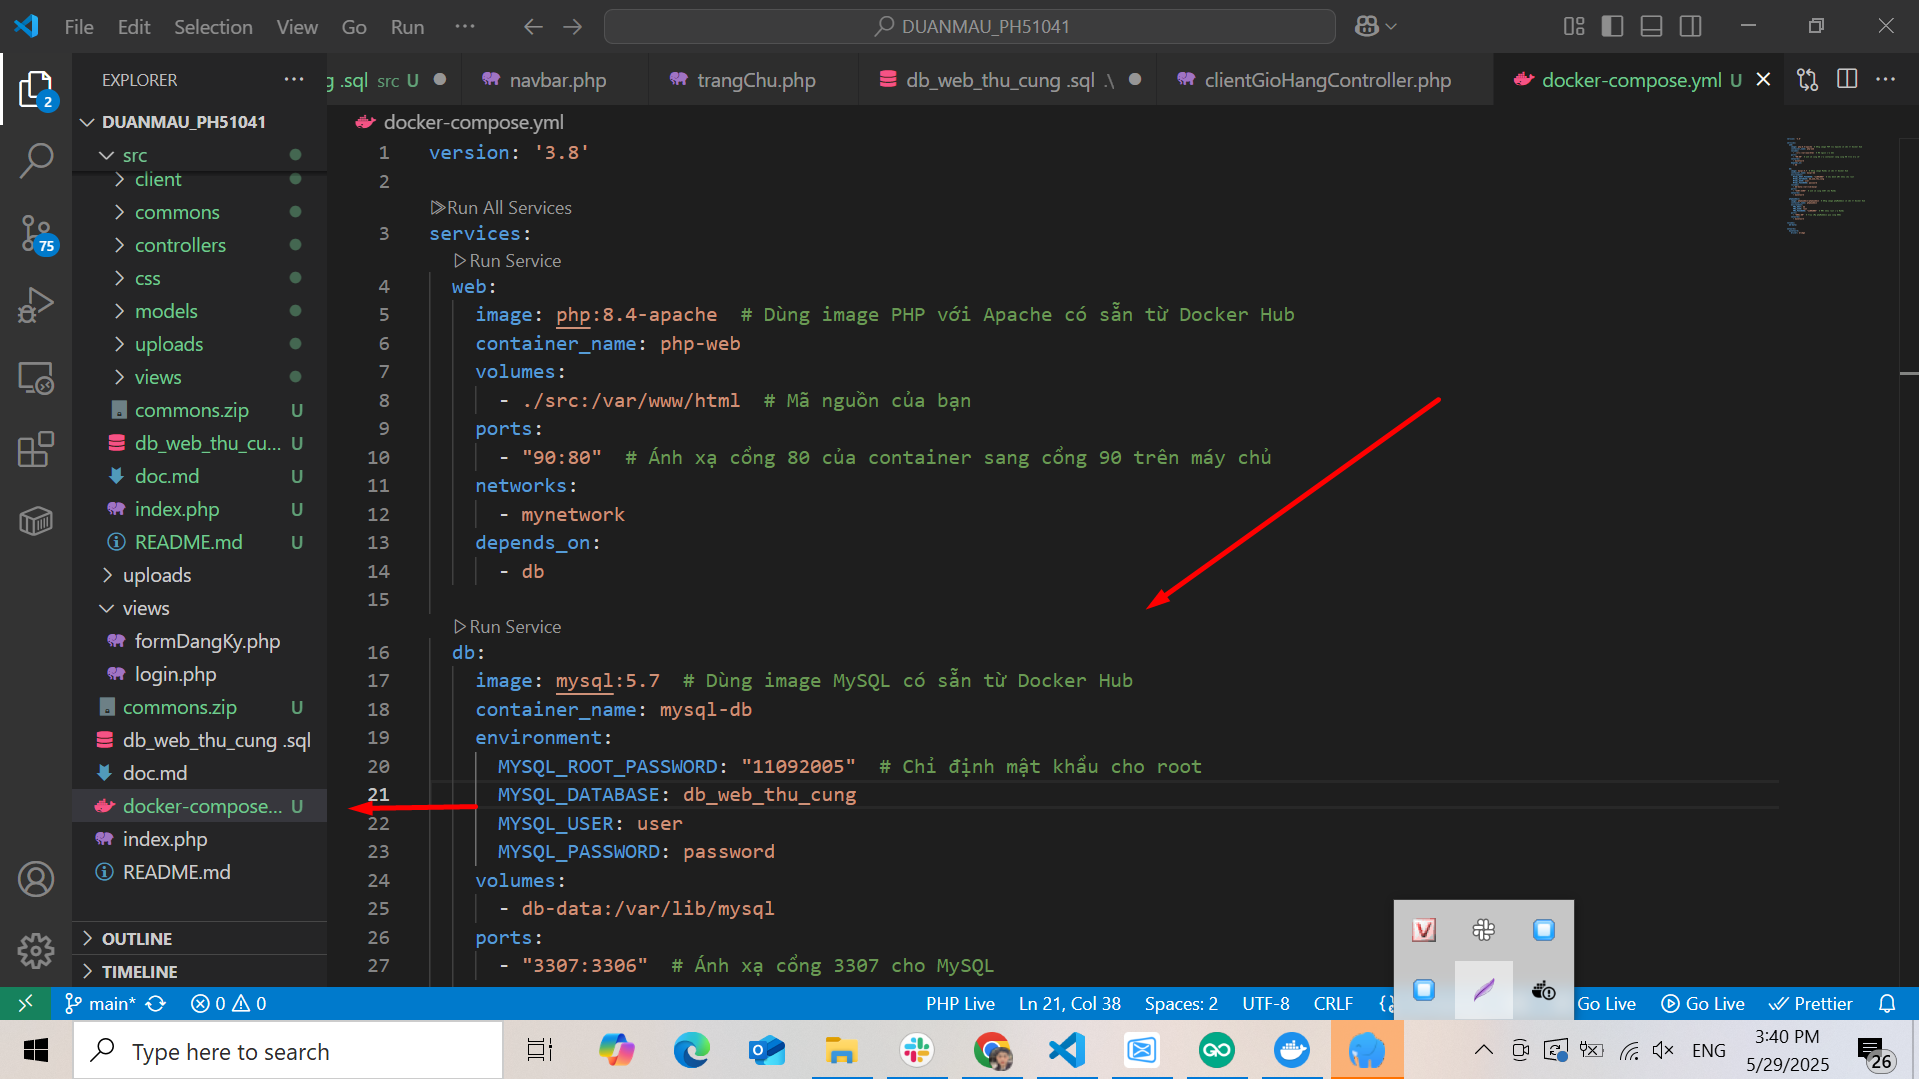 File Edit Selection View Go Run ··· DUANMAU_PH51041
EXPLORER ···
g .sql src U navbar.php trangChu.php db_web_thu_cung .sql .\ clientGioHangController.php docker-compose.yml U
DUANMAU_PH51041
src
client
commons
controllers
css
models
uploads
views
commons.zip U
db_web_thu_cu... U
doc.md U
index.php U
README.md U
uploads
views
formDangKy.php
login.php
commons.zip U
db_web_thu_cung .sql
doc.md
docker-compose... U
index.php
README.md
OUTLINE
TIMELINE
2
75
docker-compose.yml
1 version: '3.8'
2
Run All Services
3 services:
Run Service
4 web:
5 image: php:8.4-apache # Dùng image PHP với Apache có sẵn từ Docker Hub
6 container_name: php-web
7 volumes:
8 - ./src:/var/www/html # Mã nguồn của bạn
9 ports:
10 - "90:80" # Ánh xạ cổng 80 của container sang cổng 90 trên máy chủ
11 networks:
12 - mynetwork
13 depends_on:
14 - db
15
Run Service
16 db:
17 image: mysql:5.7 # Dùng image MySQL có sẵn từ Docker Hub
18 container_name: mysql-db
19 environment:
20 MYSQL_ROOT_PASSWORD: "11092005" # Chỉ định mật khẩu cho root
21 MYSQL_DATABASE: db_web_thu_cung
22 MYSQL_USER: user
23 MYSQL_PASSWORD: password
24 volumes:
25 - db-data:/var/lib/mysql
26 ports:
27 - "3307:3306" # Ánh xạ cổng 3307 cho MySQL
main* 0 0 PHP Live Ln 21, Col 38 Spaces: 2 UTF-8 CRLF Go Live Go Live Prettier
Type here to search
ENG
3:40 PM
5/29/2025
26